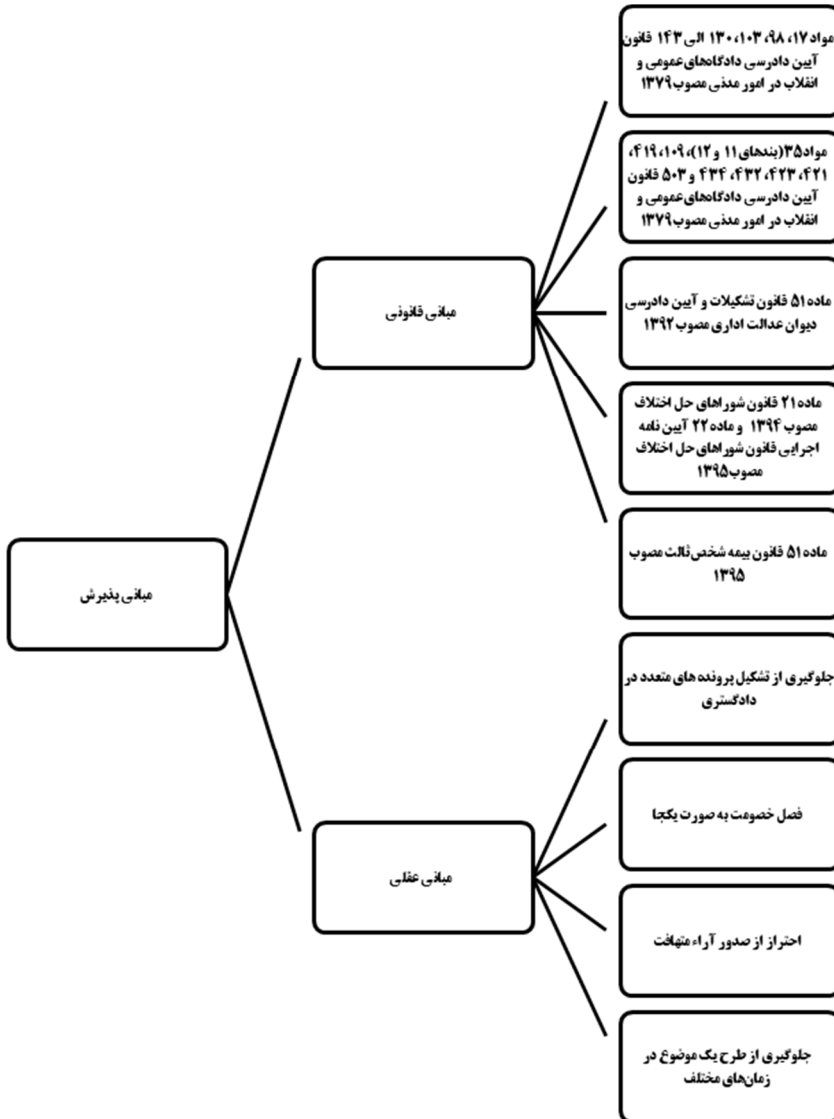 مواد ۱۷، ۹۸، ۱۰۳، ۱۳۰ الی ۱۴۳ قانون
آیین دادرسی دادگاه‌های عمومی و
انقلاب در امور مدنی مصوب ۱۳۷۹
مواد ۳۵(بندهای ۱۱ و ۱۲)، ۱۰۹، ۴۱۹،
۴۲۱، ۴۲۳، ۴۳۲، ۴۳۴ و ۵۰۳ قانون
آیین دادرسی دادگاه‌های عمومی و
انقلاب در امور مدنی مصوب ۱۳۷۹
مبانی قانونی
ماده ۵۱ قانون تشکیلات و آیین دادرسی
دیوان عدالت اداری مصوب ۱۳۹۲
ماده ۲۱ قانون شوراهای حل اختلاف
مصوب ۱۳۹۴ و ماده ۲۲ آیین نامه
اجرایی قانون شوراهای حل اختلاف
مصوب ۱۳۹۵
ماده ۵۱ قانون بیمه شخص ثالث مصوب
۱۳۹۵
مبانی پذیرش
جلوگیری از تشکیل پرونده های متعدد در
دادگستری
فصل خصومت به صورت یکجا
مبانی عقلی
احتراز از صدور آراء متهافت
جلوگیری از طرح یک موضوع در
زمان‌های مختلف